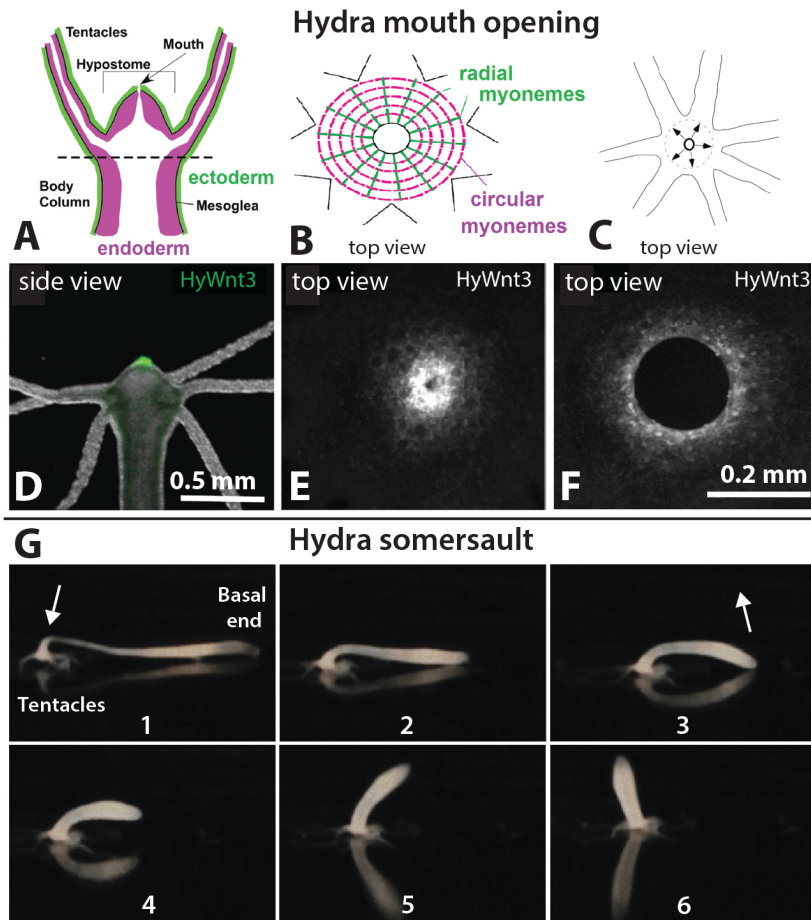 Hydra mouth opening
Tentacles
Mouth
Hypostome
ectoderm
Body
Column
Mesoglea
endoderm
A
radial
myonemes
circular
myonemes
B
top view
C
top view
side view
HyWnt3
D
0.5 mm
top view
HyWnt3
E
top view
HyWnt3
F
0.2 mm
G
Hydra somersault
Basal
end
Tentacles
1
2
3
4
5
6